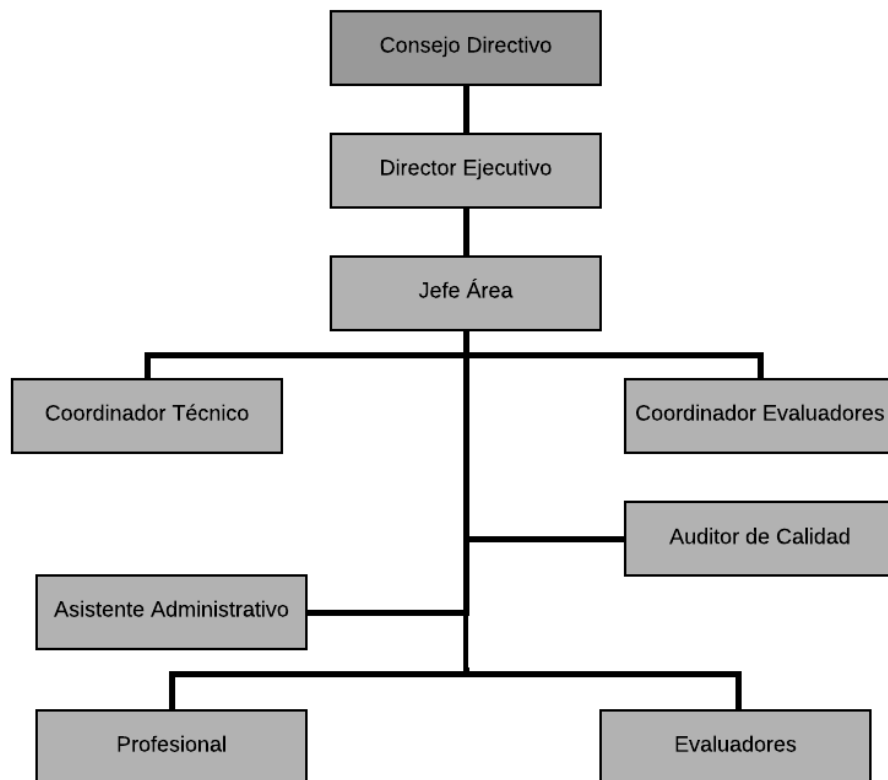 Consejo Directivo
Director Ejecutivo
Jefe Área
Coordinador Técnico
Coordinador Evaluadores
Auditor de Calidad
Asistente Administrativo
Profesional
Evaluadores